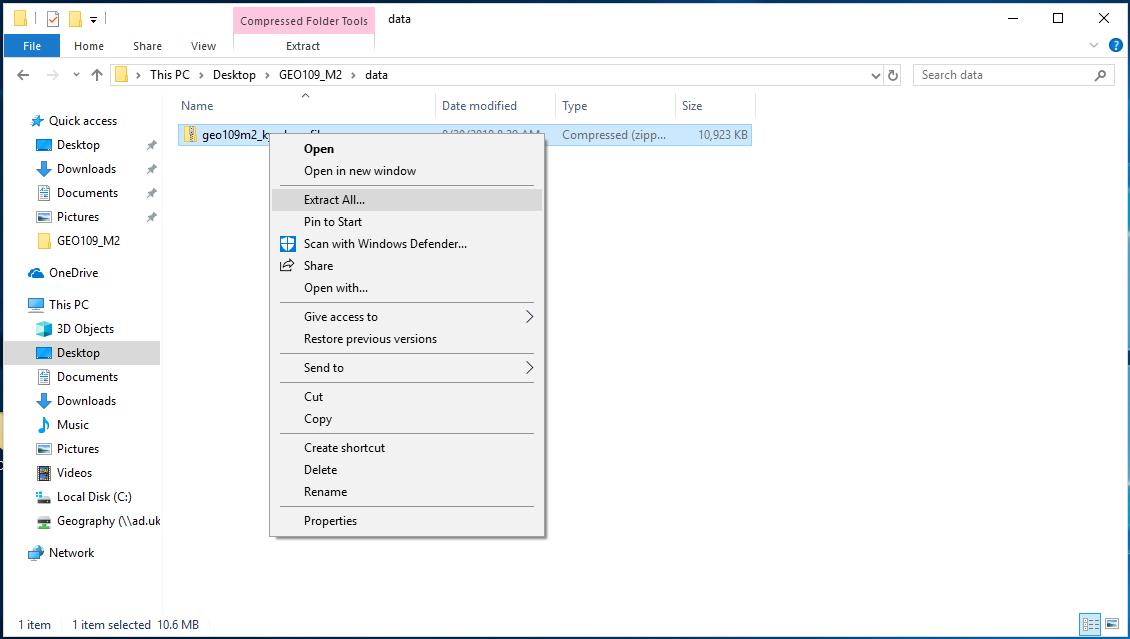 Compressed Folder Tools
data
File
Home
Share
View
Extract
This PC
Desktop
GEO109_M2
data
Search data
Name
Date modified
Type
Size
Quick access
Desktop
Downloads
Documents
Pictures
GEO109_M2
OneDrive
This PC
3D Objects
Desktop
Documents
Downloads
Music
Pictures
Videos
Local Disk (C:)
Geography (\\ad.uk
Network
Compressed (zipp...
10,923 KB
Open
Open in new window
Extract All...
Pin to Start
Scan with Windows Defender...
Share
Open with...
Give access to
Restore previous versions
Send to
Cut
Copy
Create shortcut
Delete
Rename
Properties
1 item
1 item selected 10.6 MB